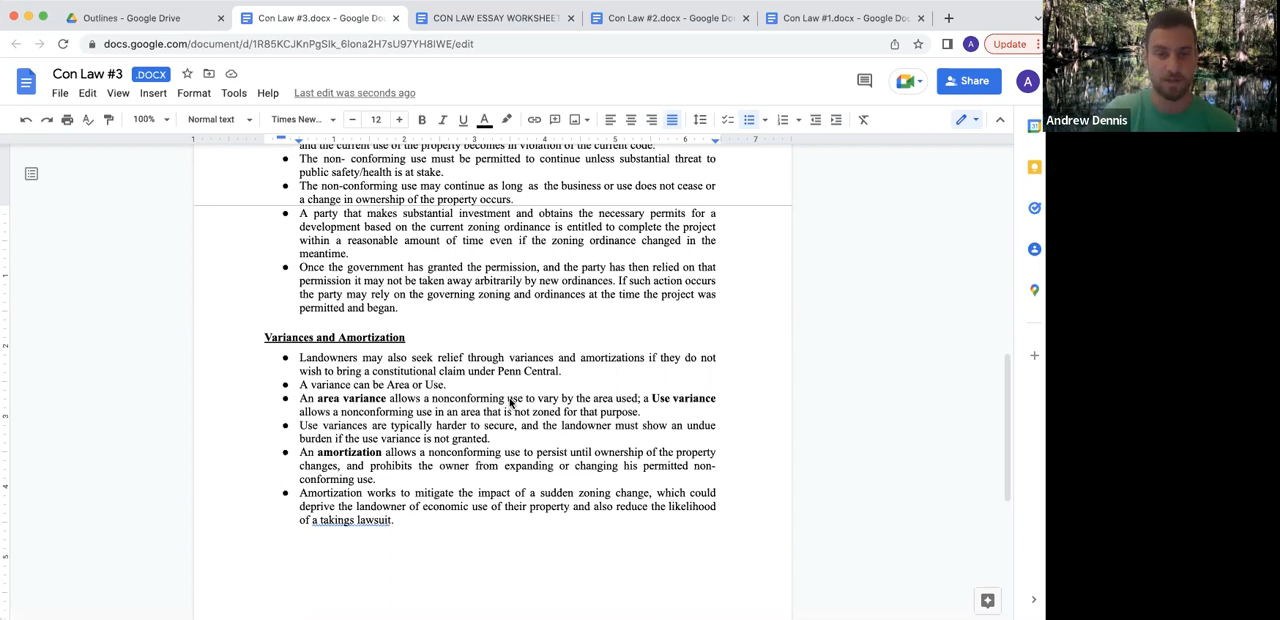 Outlines - Google Drive
Con Law #3.docx - Google Do
CON LAW ESSAY WORKSHEET
Con Law #2.docx - Google Do
Con Law #1.docx - Google Do
docs.google.com/document/d/1R85KCJKnPgSIk_6Iona2H7sU97YH8IWE/edit
A
Update
Con Law #3
.DOCX
File Edit View Insert Format Tools Help Last edit was seconds ago
Share
A
100% Normal text Times New... 12 B I U A
1 1 2 3 4 5 6 7
and the current use of the property becomes in violation of the current code.
The non- conforming use must be permitted to continue unless substantial threat to
public safety/health is at stake.
The non-conforming use may continue as long as the business or use does not cease or
a change in ownership of the property occurs.
A party that makes substantial investment and obtains the necessary permits for a
development based on the current zoning ordinance is entitled to complete the project
within a reasonable amount of time even if the zoning ordinance changed in the
meantime.
Once the government has granted the permission, and the party has then relied on that
permission it may not be taken away arbitrarily by new ordinances. If such action occurs
the party may rely on the governing zoning and ordinances at the time the project was
permitted and began.
Variances and Amortization
Landowners may also seek relief through variances and amortizations if they do not
wish to bring a constitutional claim under Penn Central.
A variance can be Area or Use.
An area variance allows a nonconforming use to vary by the area used; a Use variance
allows a nonconforming use in an area that is not zoned for that purpose.
Use variances are typically harder to secure, and the landowner must show an undue
burden if the use variance is not granted.
An amortization allows a nonconforming use to persist until ownership of the property
changes, and prohibits the owner from expanding or changing his permitted non-
conforming use.
Amortization works to mitigate the impact of a sudden zoning change, which could
deprive the landowner of economic use of their property and also reduce the likelihood
of a takings lawsuit.
1
2
3
4
5
Andrew Dennis